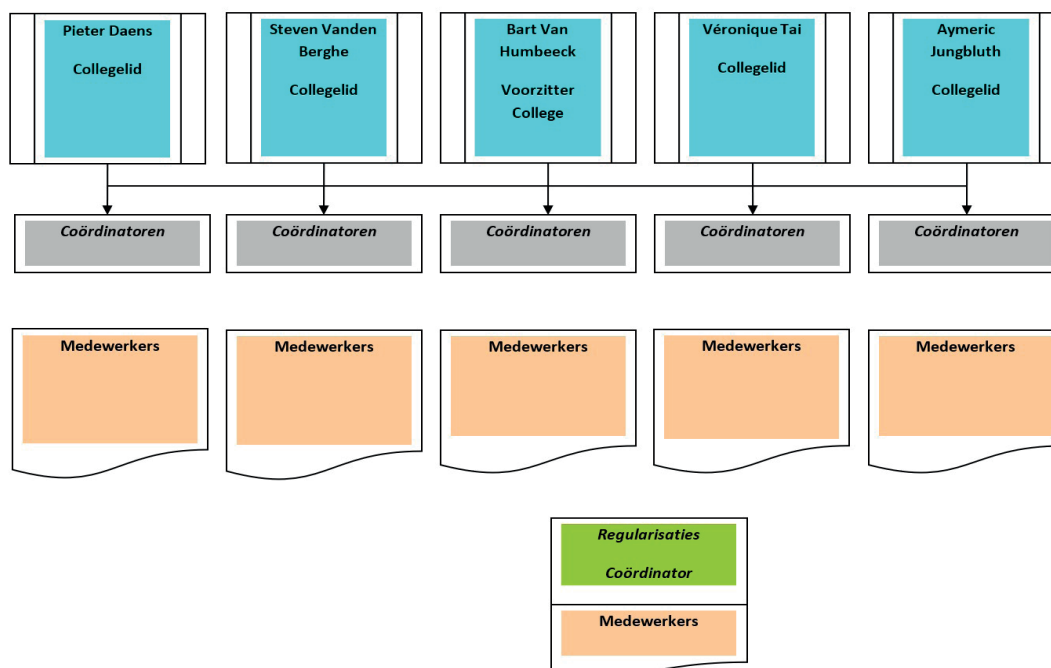 Pieter Daens
Collegelid
Steven Vanden
Berghe
Collegelid
Bart Van
Humbeeck
Voorzitter
College
Véronique Tai
Collegelid
Aymeric
Jungbluth
Collegelid
Coördinatoren
Coördinatoren
Coördinatoren
Coördinatoren
Coördinatoren
Medewerkers
Medewerkers
Medewerkers
Medewerkers
Medewerkers
Regularisaties
Coördinator
Medewerkers